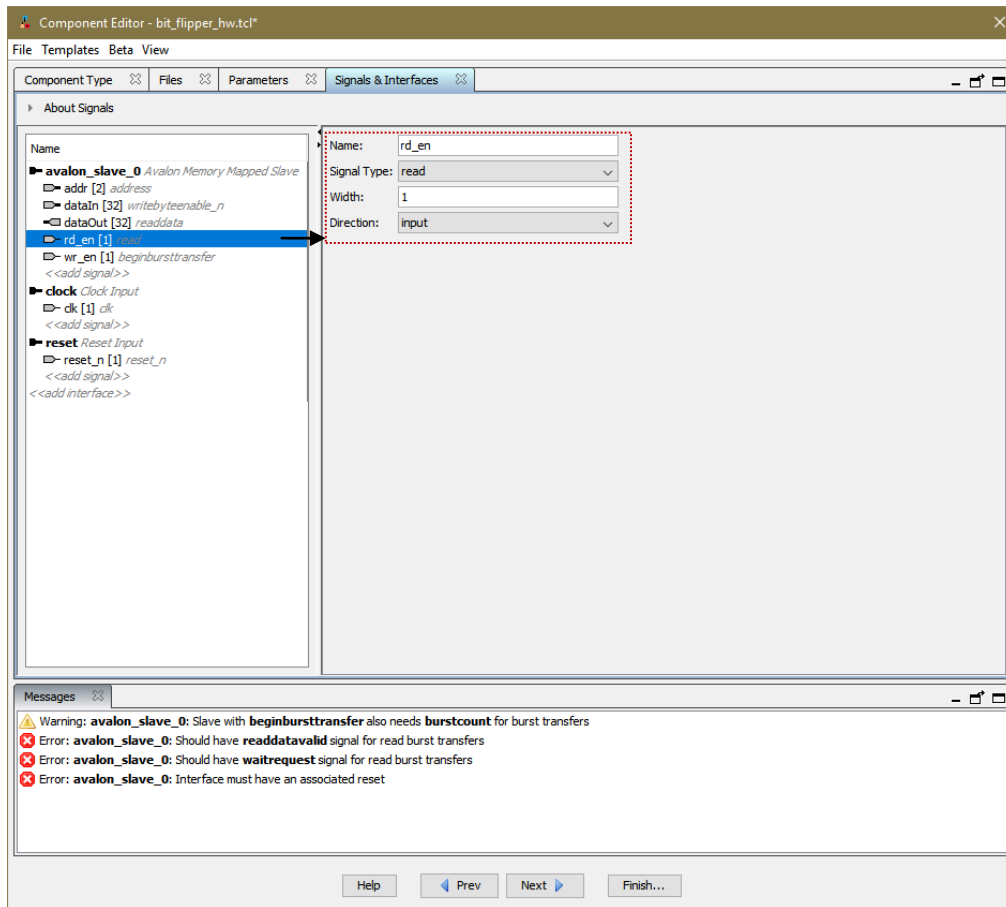 Component Editor - bit_flipper_hw.tcl*
File Templates Beta View
Component Type Files Parameters Signals & Interfaces
About Signals
Name
avalon_slave_0 Avalon Memory Mapped Slave
addr [2] address
dataIn [32] writebyteenable_n
dataOut [32] readdata
rd_en [1] read
wr_en [1] beginbursttransfer
<<add signal>>
clock Clock Input
clk [1] clk
<<add signal>>
reset Reset Input
reset_n [1] reset_n
<<add signal>>
<<add interface>>
Name: rd_en
Signal Type: read
Width: 1
Direction: input
Messages
Warning: avalon_slave_0: Slave with beginbursttransfer also needs burstcount for burst transfers
Error: avalon_slave_0: Should have readdatavalid signal for read burst transfers
Error: avalon_slave_0: Should have waitrequest signal for read burst transfers
Error: avalon_slave_0: Interface must have an associated reset
Help Prev Next Finish...